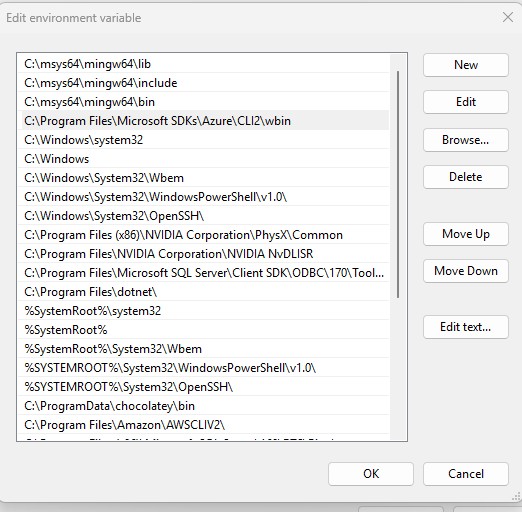 Edit environment variable
C:\msys64\mingw64\lib
C:\msys64\mingw64\include
C:\msys64\mingw64\bin
C:\Program Files\Microsoft SDKs\Azure\CLI2\wbin
C:\Windows\system32
C:\Windows
C:\Windows\System32\Wbem
C:\Windows\System32\WindowsPowerShell\v1.0\
C:\Windows\System32\OpenSSH\
C:\Program Files (x86)\NVIDIA Corporation\PhysX\Common
C:\Program Files\NVIDIA Corporation\NVIDIA NvDLISR
C:\Program Files\Microsoft SQL Server\Client SDK\ODBC\170\Tool...
C:\Program Files\dotnet\
%SystemRoot%\system32
%SystemRoot%
%SystemRoot%\System32\Wbem
%SYSTEMROOT%\System32\WindowsPowerShell\v1.0\
%SYSTEMROOT%\System32\OpenSSH\
C:\ProgramData\chocolatey\bin
C:\Program Files\Amazon\AWSCLIV2\
New
Edit
Browse...
Delete
Move Up
Move Down
Edit text...
OK
Cancel